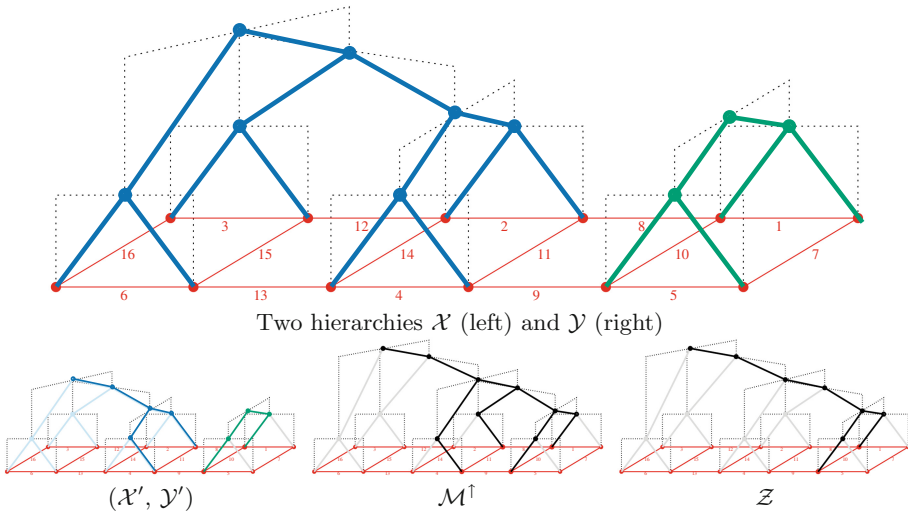 3 12 2 8 1
16 15 14 11 10 7
6 13 4 9 5
Two hierarchies 𝒳 (left) and 𝒴 (right)
(𝒳′, 𝒴′) ℳ↑ 𝒵